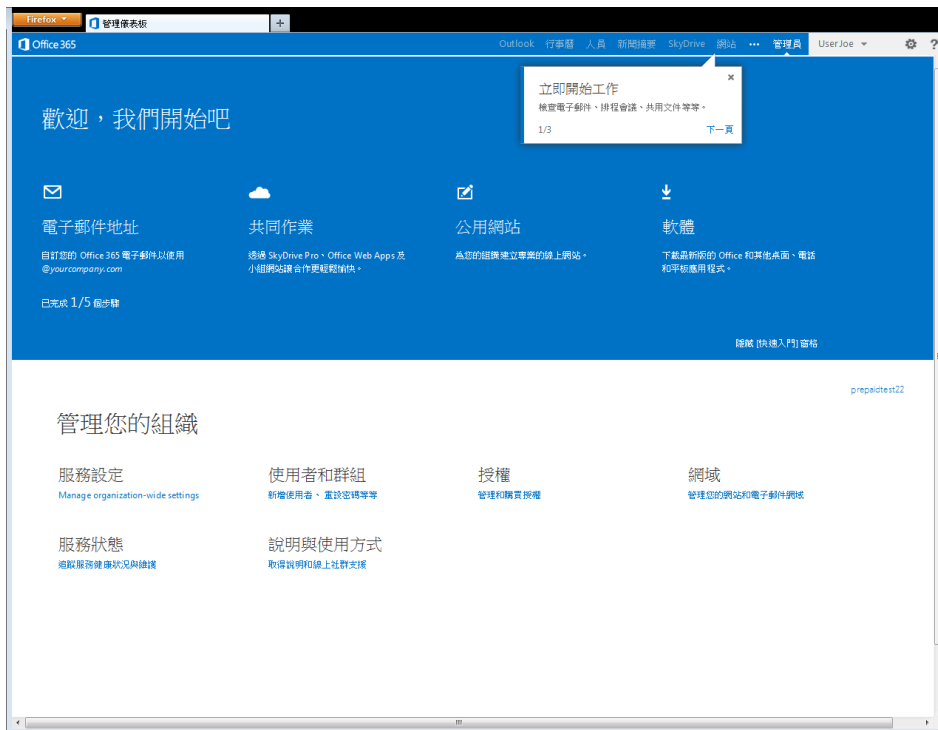 Firefox
管理儀表板
+
Office 365
Outlook 行事曆 人員 新聞摘要 SkyDrive 網站 ••• 管理員 UserJoe
?
立即開始工作
檢查電子郵件、排程會議、共用文件等等。
1/3 下一頁
歡迎，我們開始吧
電子郵件地址
自訂您的 Office 365 電子郵件以使用
@yourcompany.com
已完成 1/5 個步驟
共同作業
透過 SkyDrive Pro、Office Web Apps 及
小組網站讓合作更輕鬆愉快。
公用網站
為您的組織建立專業的線上網站。
軟體
下載最新版的 Office 和其他桌面、電話
和平板應用程式。
隱藏 [快速入門] 窗格
prepaidtest22
管理您的組織
服務設定
Manage organization-wide settings
使用者和群組
新增使用者、重設密碼等等
授權
管理和購買授權
網域
管理您的網站和電子郵件網域
服務狀態
追蹤服務健康狀況與維護
說明與使用方式
取得說明和線上社群支援